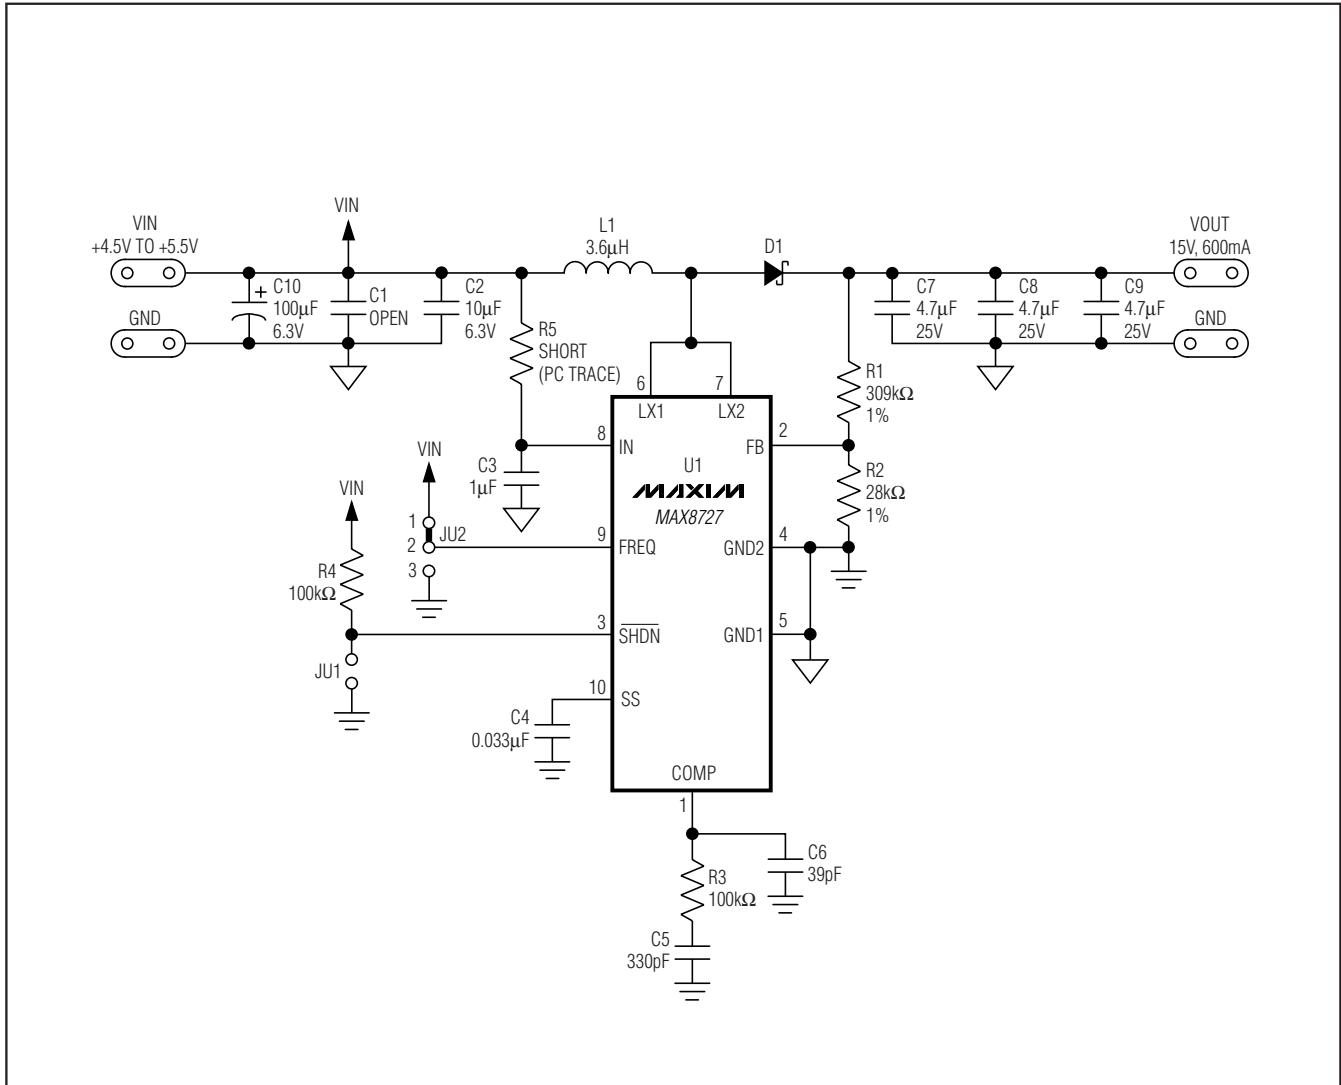 VIN
+4.5V TO +5.5V
GND
VIN
C10
100μF
6.3V
+
C1
OPEN
C2
10μF
6.3V
L1
3.6μH
D1
VOUT
15V, 600mA
GND
C7
4.7μF
25V
C8
4.7μF
25V
C9
4.7μF
25V
R5
SHORT
(PC TRACE)
R1
309kΩ
1%
R2
28kΩ
1%
6
7
LX1
LX2
8
IN
2
FB
U1
MAXIM
MAX8727
C3
1μF
VIN
1
2
3
JU2
9
FREQ
4
GND2
VIN
R4
100kΩ
3
SHDN
5
GND1
JU1
10
SS
C4
0.033μF
COMP
1
R3
100kΩ
C6
39pF
C5
330pF